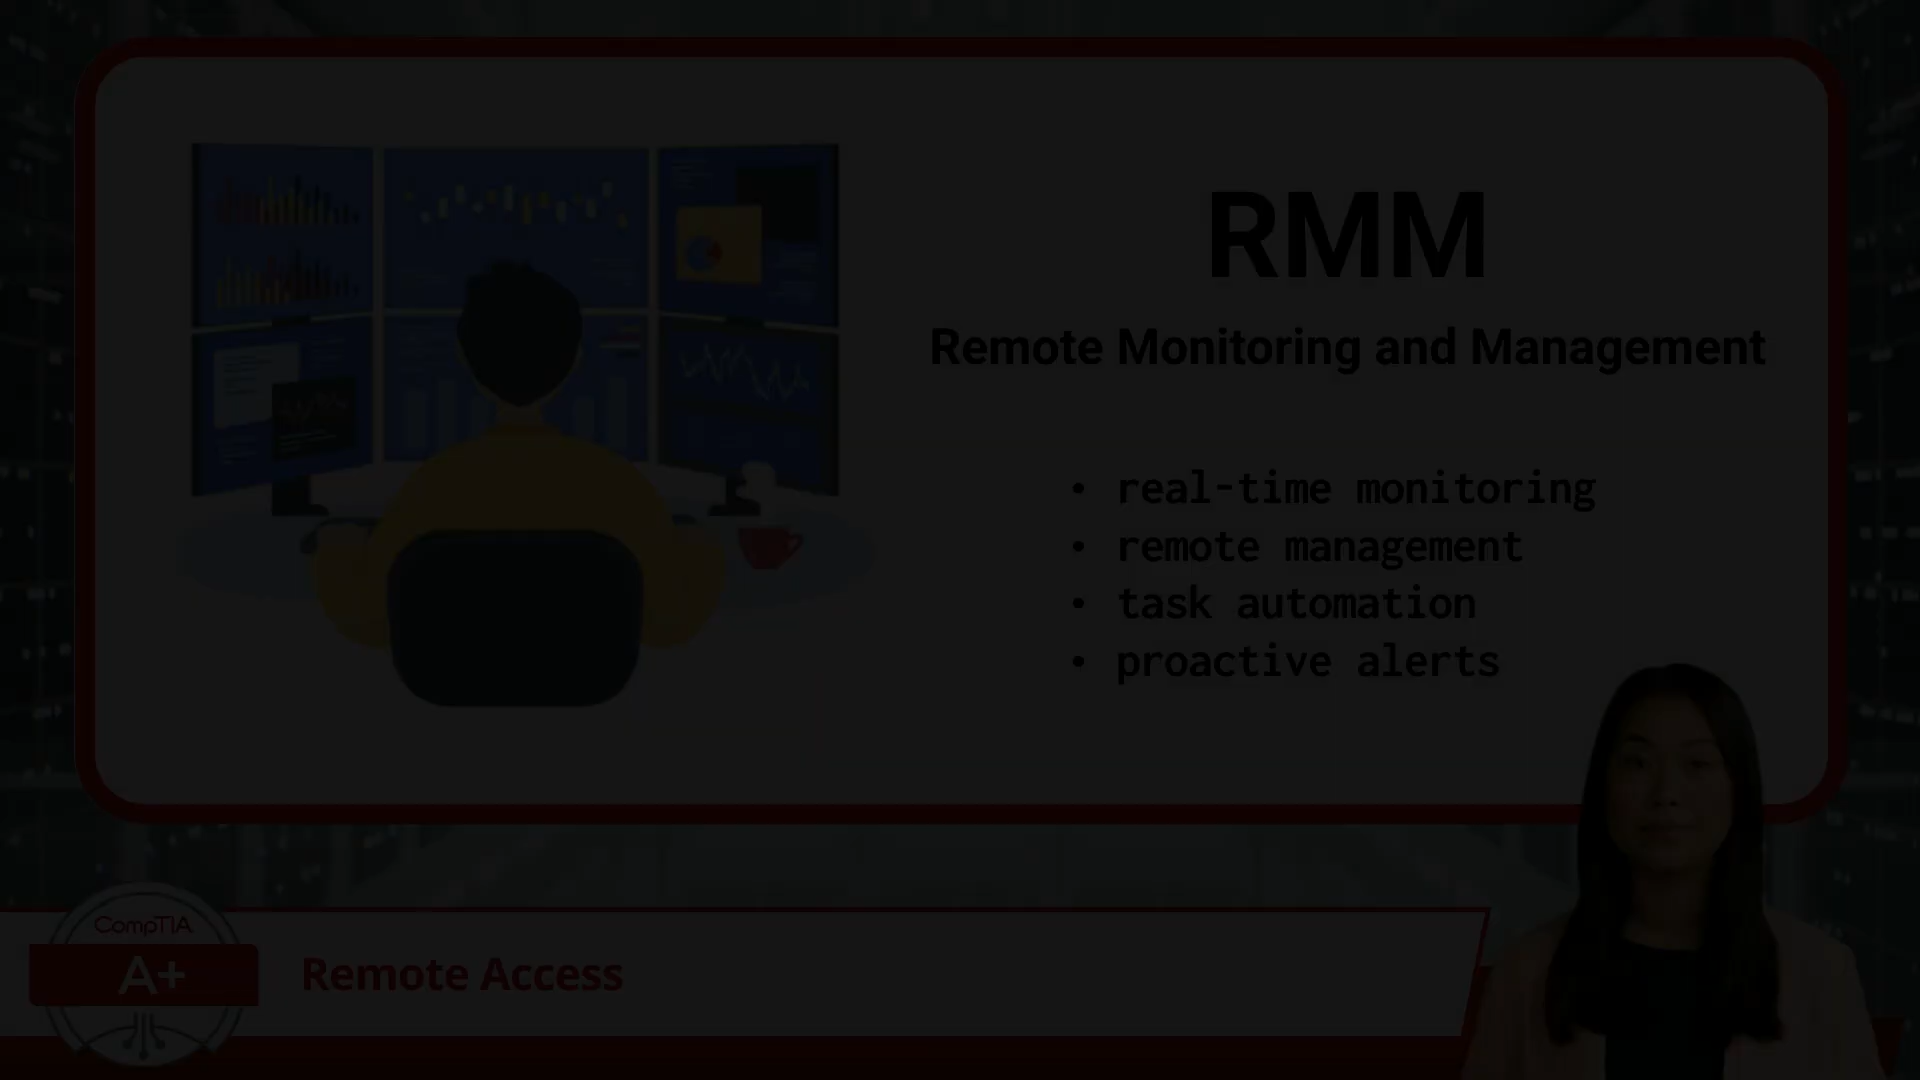 RMM
Remote Monitoring and Management
• real-time monitoring
• remote management
• task automation
• proactive alerts
CompTIA
A+
Remote Access